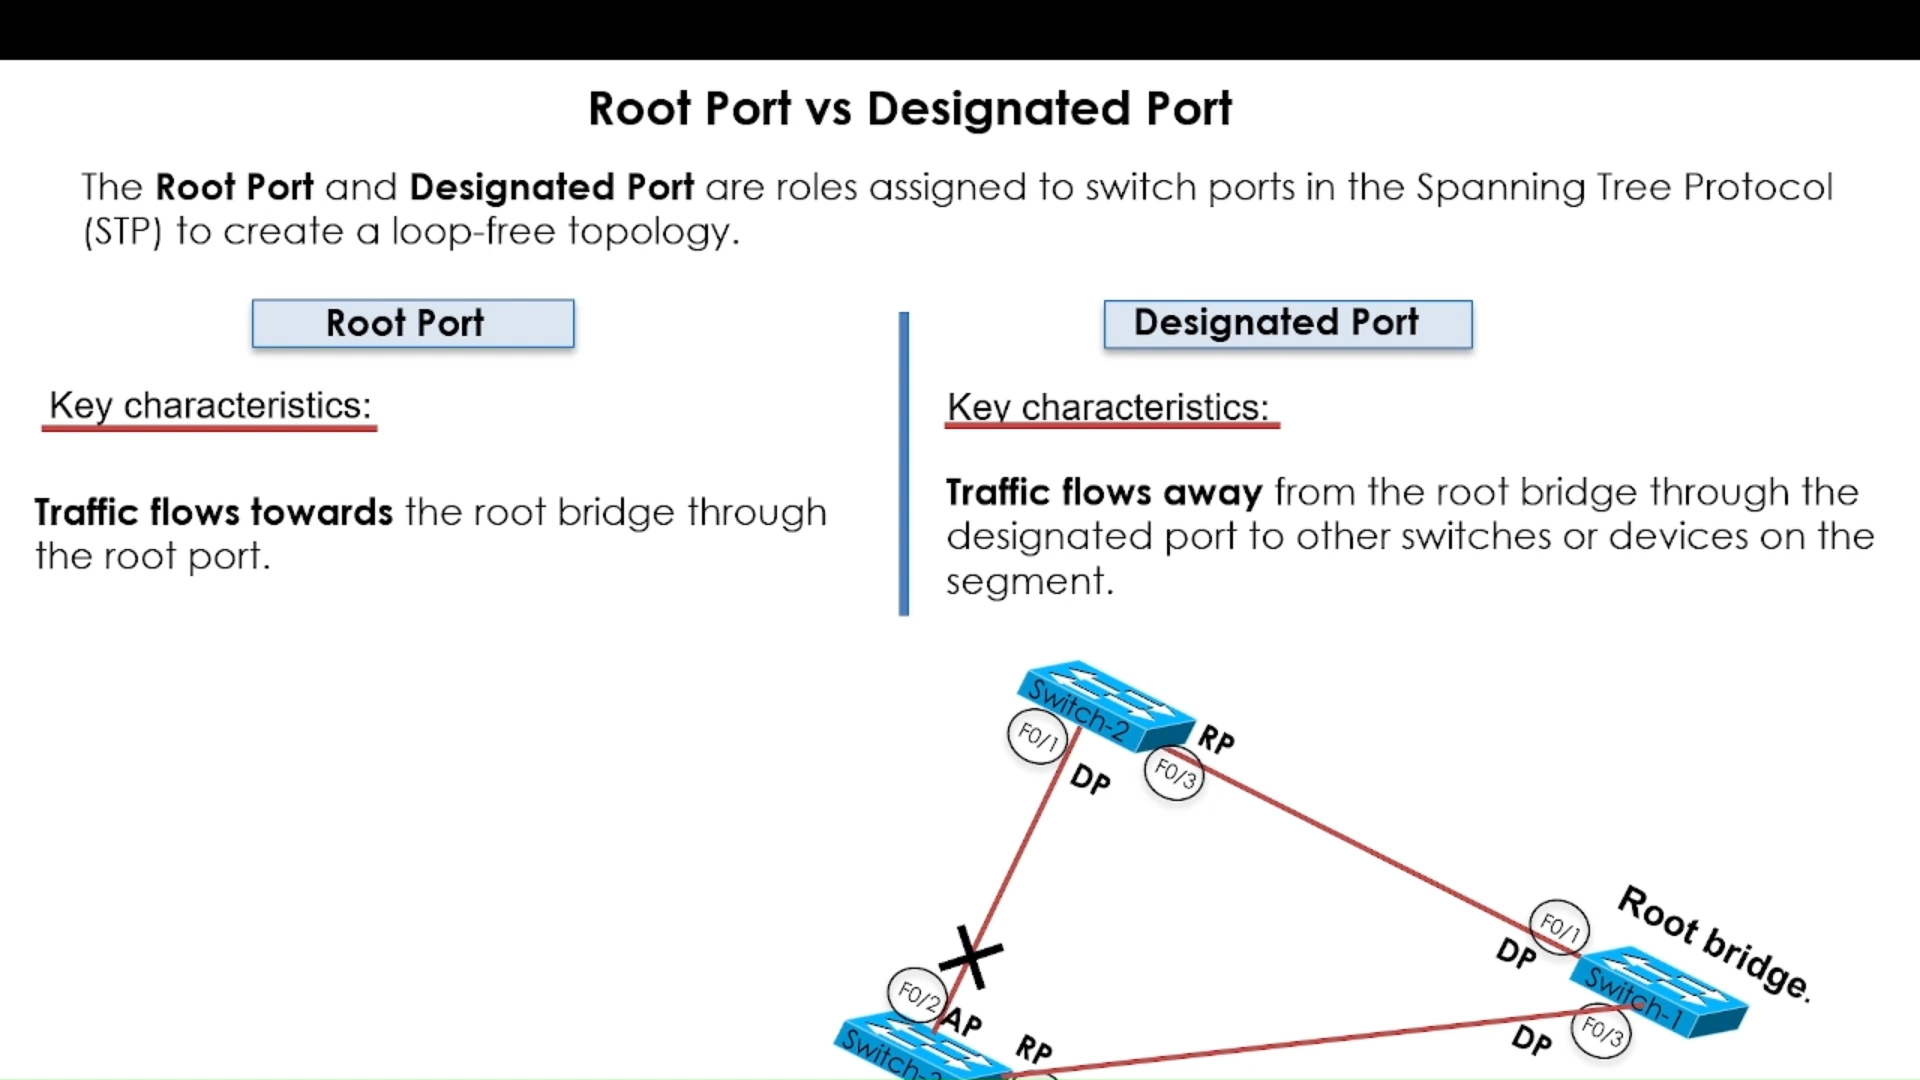 Root Port vs Designated Port
The Root Port and Designated Port are roles assigned to switch ports in the Spanning Tree Protocol
(STP) to create a loop-free topology.
Root Port
Key characteristics:
Traffic flows towards the root bridge through
the root port.
Designated Port
Key characteristics:
Traffic flows away from the root bridge through the
designated port to other switches or devices on the
segment.
Switch-2
F0/1
DP
RP
F0/3
Root bridge.
F0/1
DP
Switch-1
DP
F0/3
F0/2
AP
RP